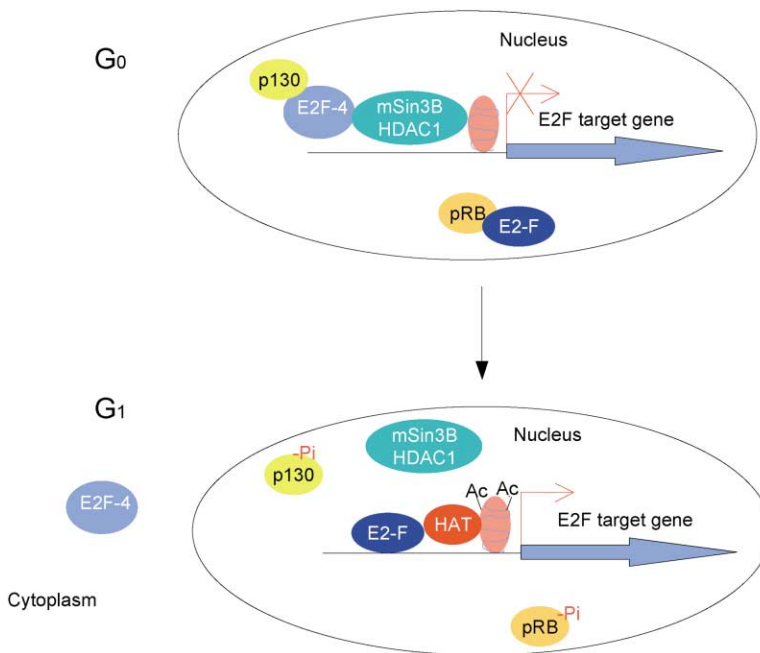 Nucleus
G0
p130
E2F-4
mSin3B
HDAC1
E2F target gene
pRB
E2-F
G1
mSin3B
HDAC1
Nucleus
-Pi
p130
E2F-4
Ac Ac
HAT
E2-F
E2F target gene
Cytoplasm
-Pi
pRB